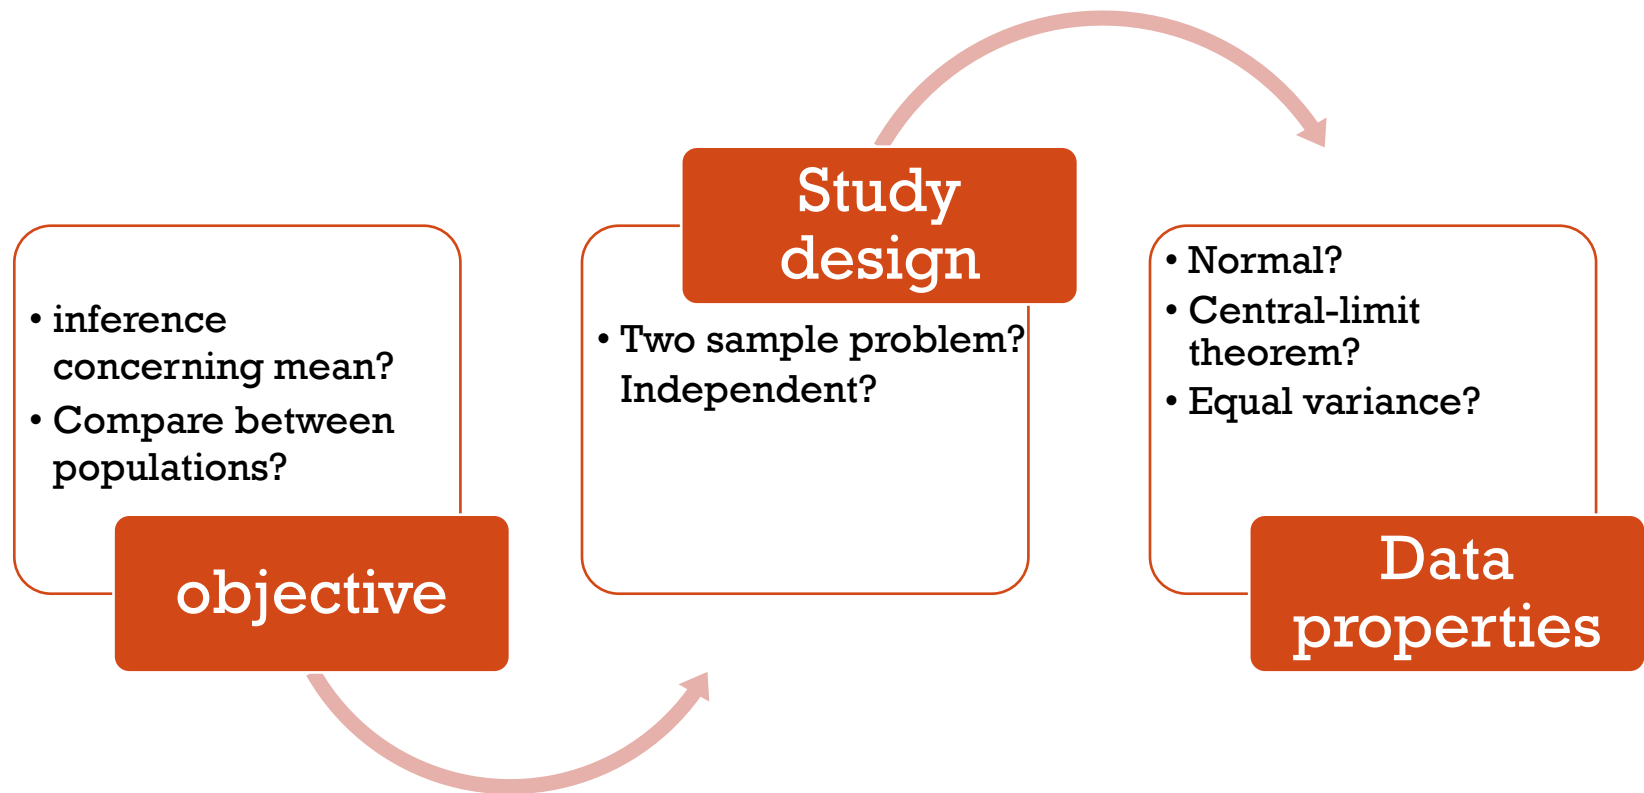 • inference
concerning mean?
• Compare between
populations?
objective
Study
design
• Two sample problem?
Independent?
• Normal?
• Central-limit
theorem?
• Equal variance?
Data
properties